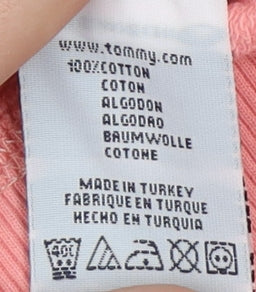 www.tommy.com
100%COTTON
COTON
ALGODON
ALGODAO
BAUMWOLLE
COTONE
MADE IN TURKEY
FABRIQUE EN TURQUE
HECHO EN TURQUIA
40C